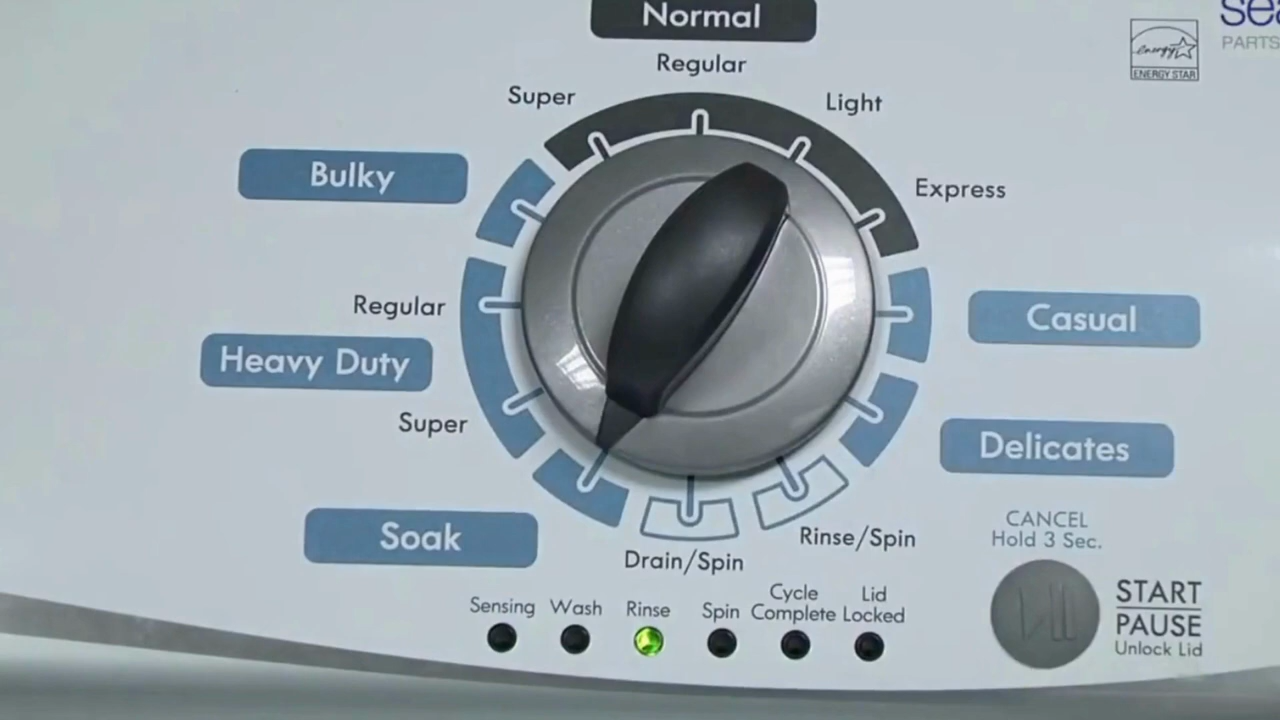 Normal
Regular
Super
Light
Express
Bulky
Regular
Heavy Duty
Super
Soak
Drain/Spin
Rinse/Spin
Delicates
Casual
Sensing
Wash
Rinse
Spin
Cycle
Complete
Lid
Locked
CANCEL
Hold 3 Sec.
START
PAUSE
Unlock Lid
energy
ENERGY STAR
PARTS